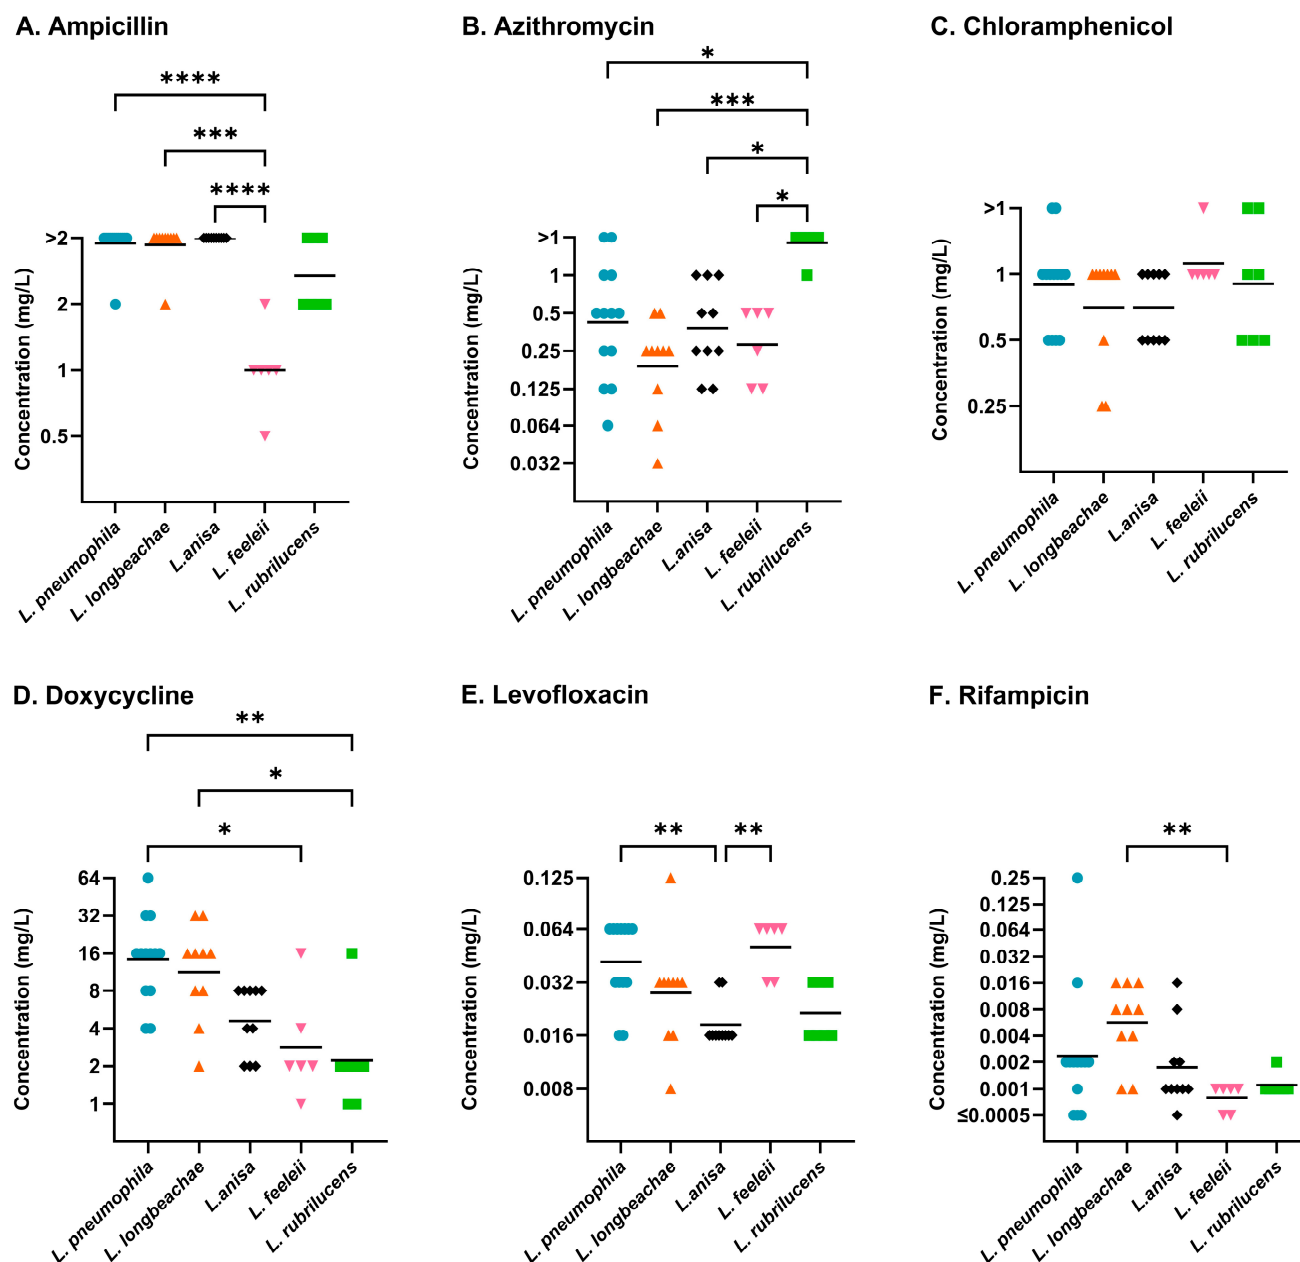 A. Ampicillin
****
***
****
>2
2
1
0.5
Concentration (mg/L)
L. pneumophila
L. longbeachae
L.anisa
L. feeleii
L. rubrilucens
B. Azithromycin
*
***
*
*
>1
1
0.5
0.25
0.125
0.064
0.032
Concentration (mg/L)
L. pneumophila
L. longbeachae
L.anisa
L. feeleii
L. rubrilucens
C. Chloramphenicol
>1
1
0.5
0.25
Concentration (mg/L)
L. pneumophila
L. longbeachae
L.anisa
L. feeleii
L. rubrilucens
D. Doxycycline
**
*
*
64
32
16
8
4
2
1
Concentration (mg/L)
L. pneumophila
L. longbeachae
L.anisa
L. feeleii
L. rubrilucens
E. Levofloxacin
**
**
0.125
0.064
0.032
0.016
0.008
Concentration (mg/L)
L. pneumophila
L. longbeachae
L.anisa
L. feeleii
L. rubrilucens
F. Rifampicin
**
0.25
0.125
0.064
0.032
0.016
0.008
0.004
0.002
0.001
≤0.0005
Concentration (mg/L)
L. pneumophila
L. longbeachae
L.anisa
L. feeleii
L. rubrilucens